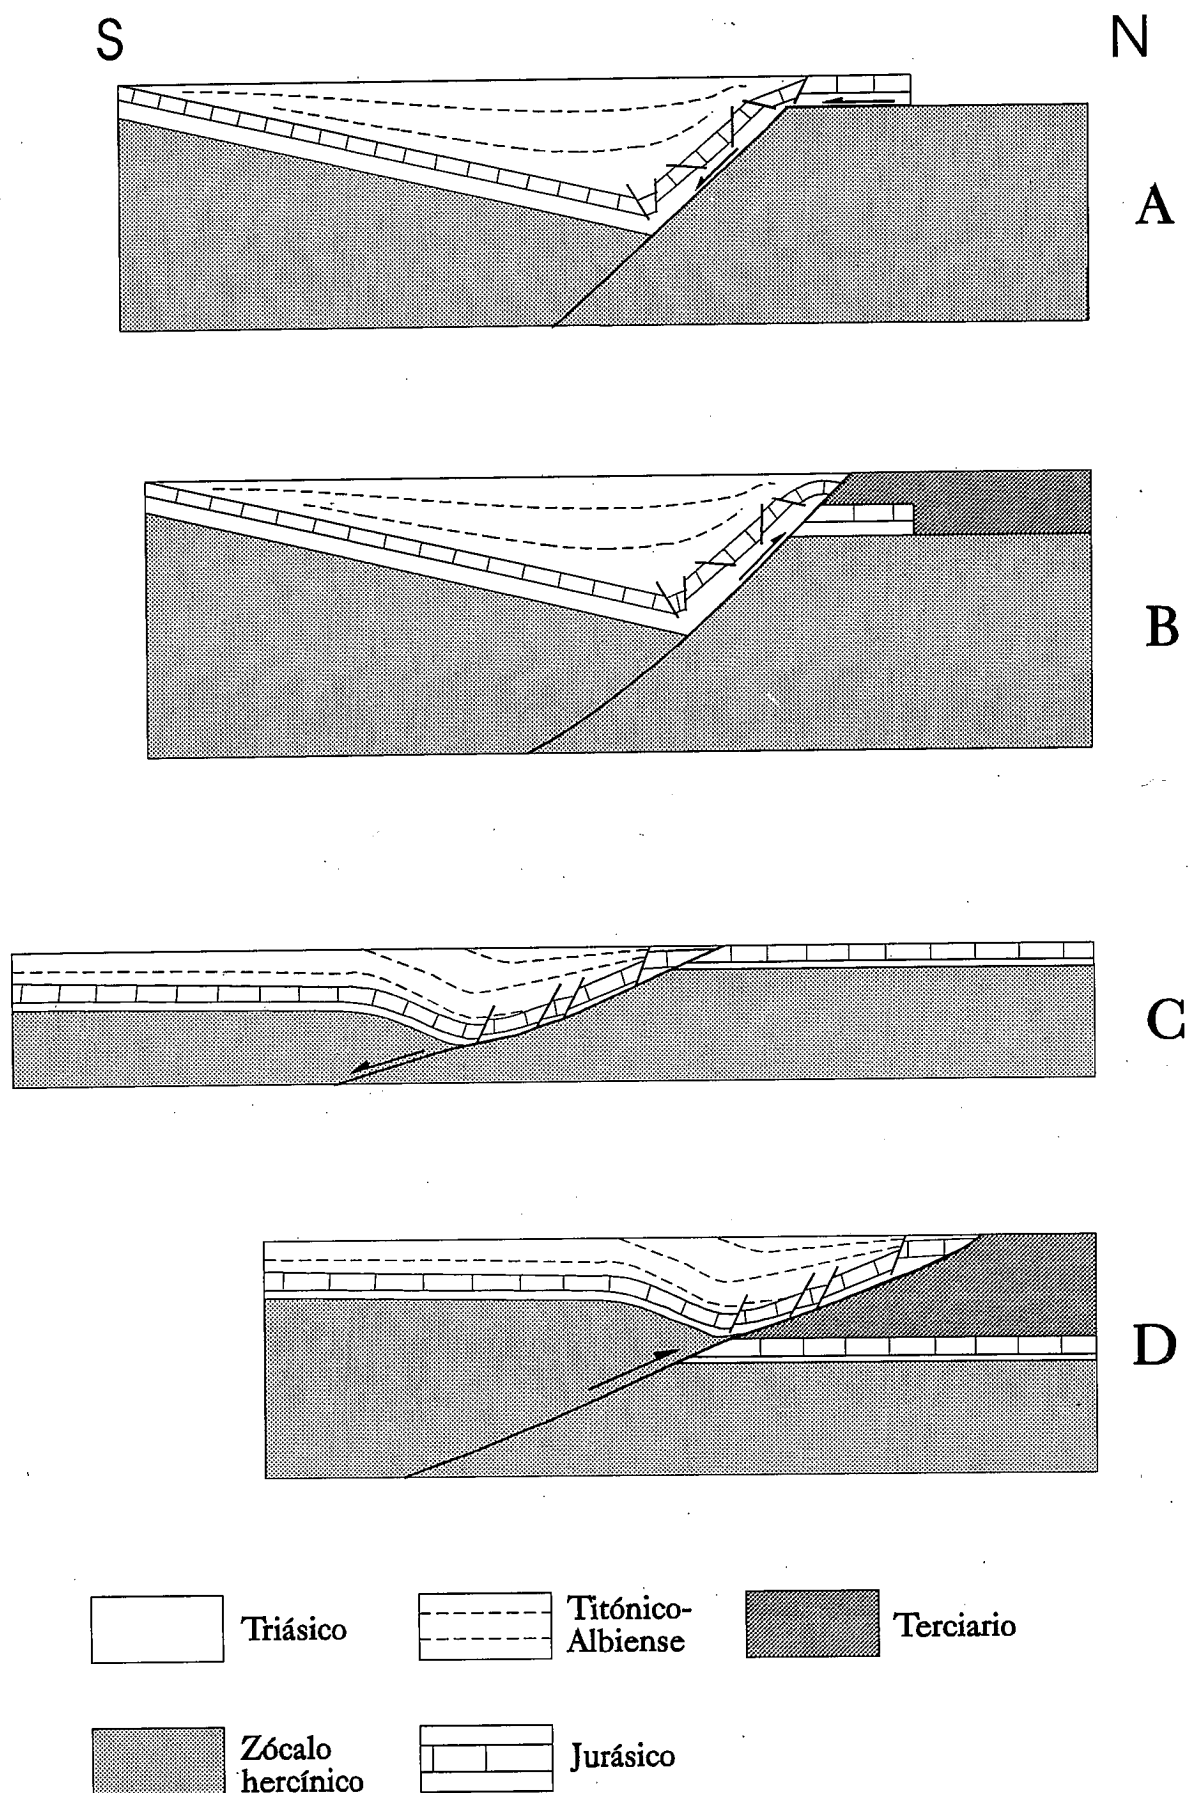 S N
A
B
C
D
Triásico
Titónico-
Albiense
Terciario
Zócalo
hercínico
Jurásico